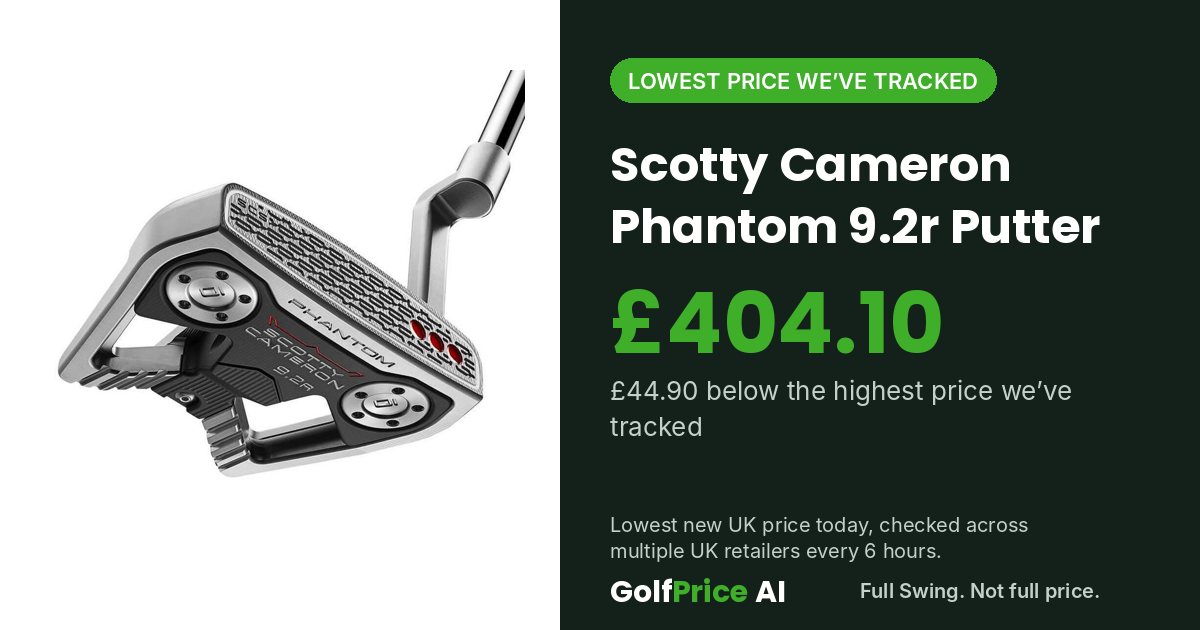 PHANTOM
SCOTTY
CAMERON
9.2R
LOWEST PRICE WE’VE TRACKED
Scotty Cameron
Phantom 9.2r Putter
£404.10
£44.90 below the highest price we’ve
tracked
Lowest new UK price today, checked across
multiple UK retailers every 6 hours.
GolfPrice AI
Full Swing. Not full price.